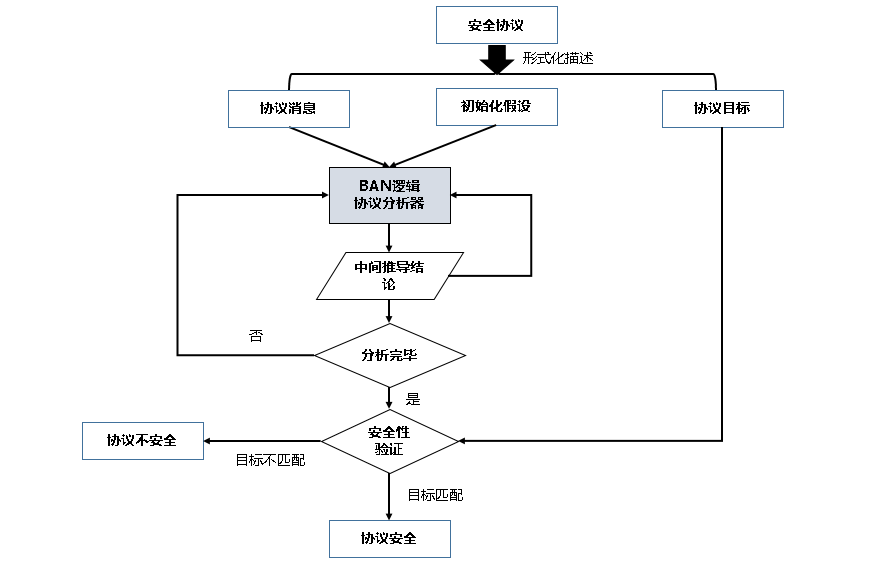 安全协议
形式化描述
协议消息
初始化假设
协议目标
BAN逻辑
协议分析器
中间推导结
论
否
分析完毕
是
安全性
验证
协议不安全
目标不匹配
目标匹配
协议安全